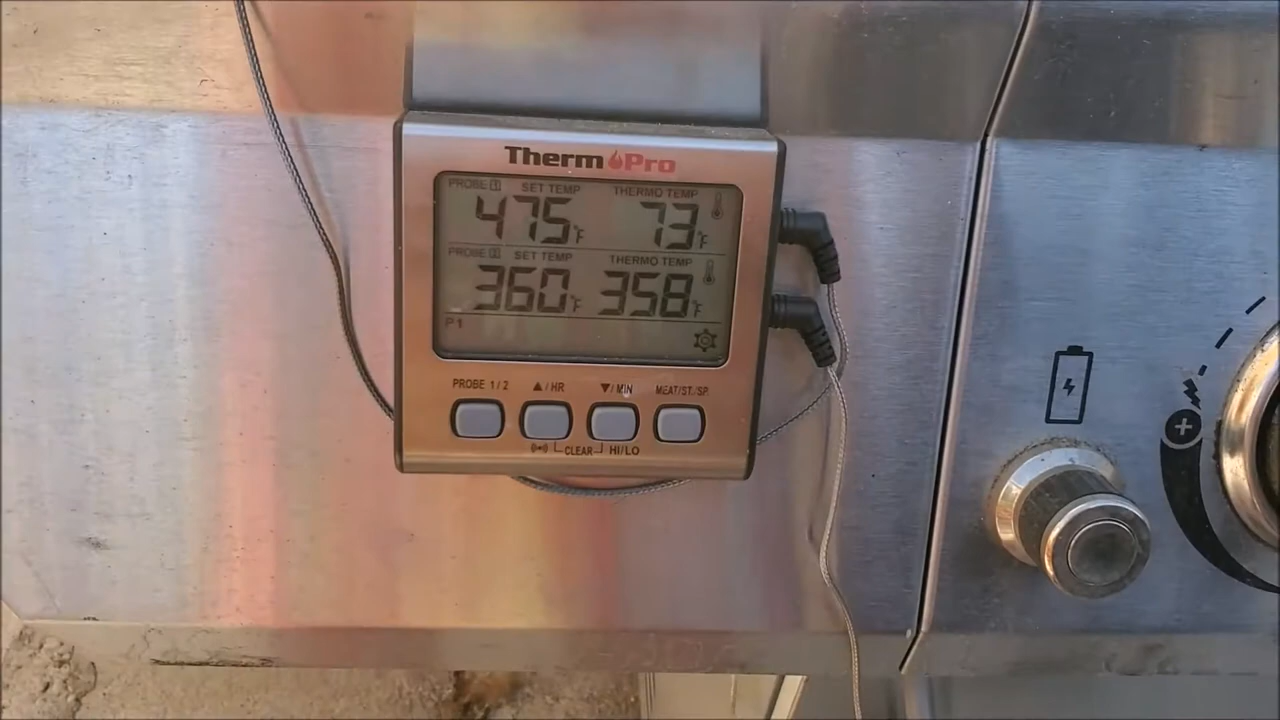 ThermPro
PROBE 1 SET TEMP THERMO TEMP
475°F 73°F
PROBE 2 SET TEMP THERMO TEMP
360°F 358°F
P1
PROBE 1/2 ▲/HR ▼/MIN MEAT/ST./SP.
CLEAR HI/LO